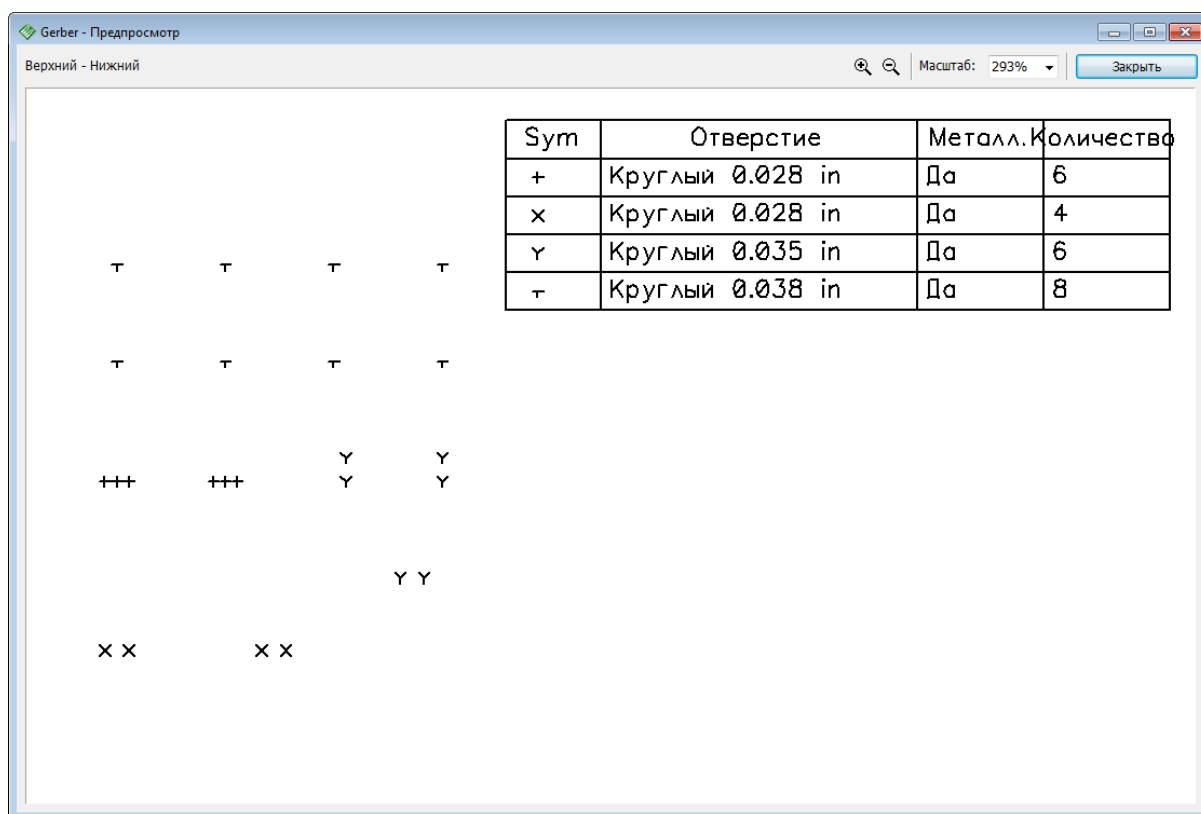 Gerber - Предпросмотр
Верхний - Нижний Масштаб: 293% Закрыть
Sym Отверстие Металл. Количество
+ Круглый 0.028 in Да 6
X Круглый 0.028 in Да 4
Y Круглый 0.035 in Да 6
T Круглый 0.038 in Да 8
T T T T
T T T T
Y Y
+++ +++ Y Y
Y Y
X X X X